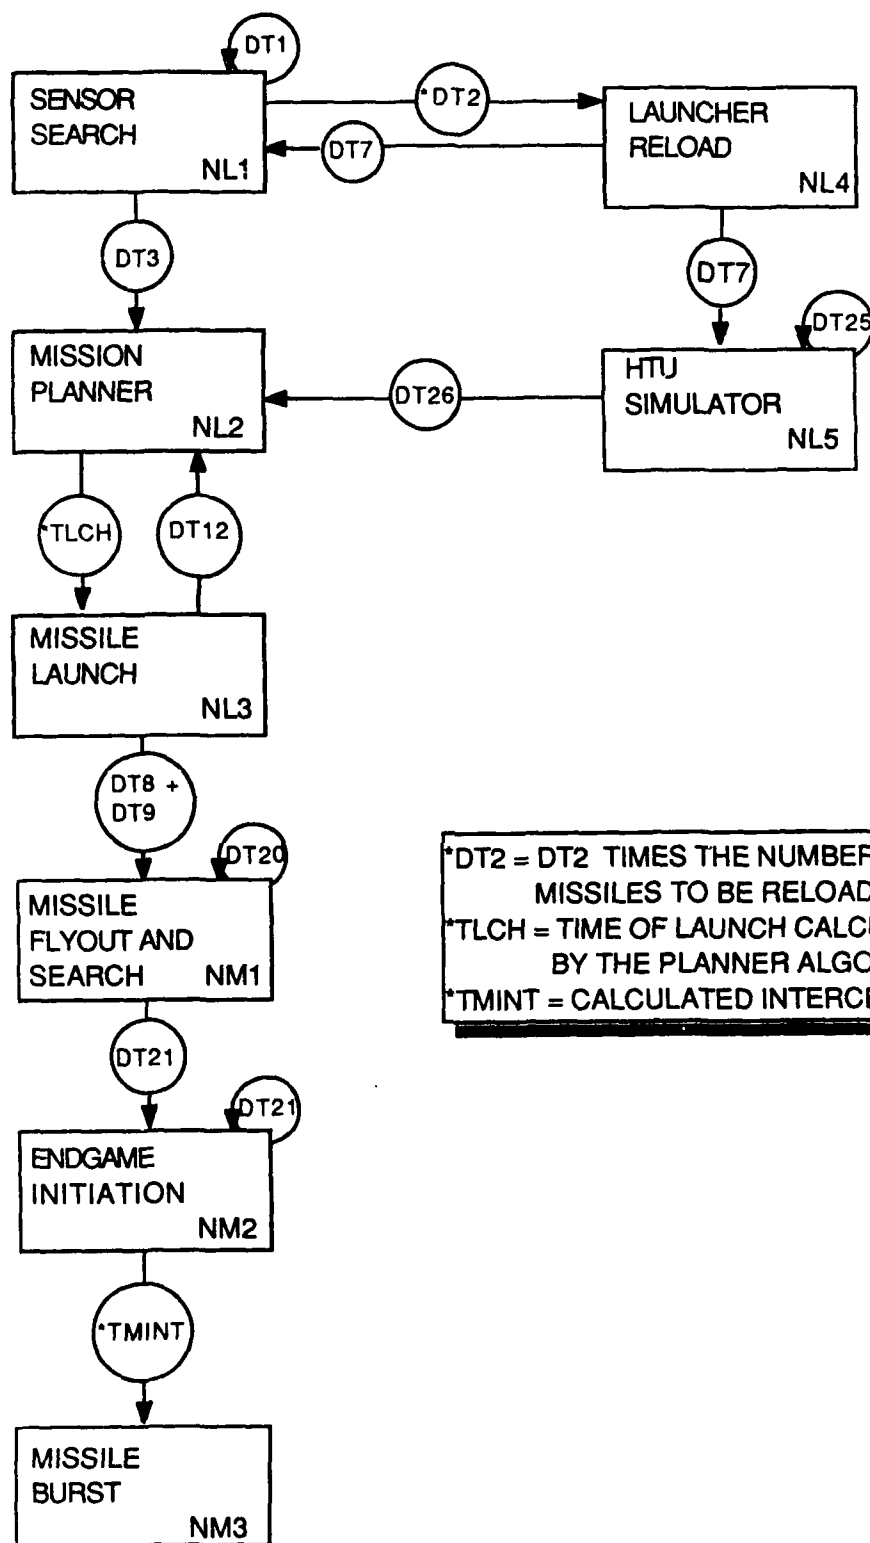 DT1
SENSOR
SEARCH
NL1
*DT2
DT7
LAUNCHER
RELOAD
NL4
DT3
DT7
MISSION
PLANNER
NL2
DT26
DT25
HTU
SIMULATOR
NL5
*TLCH
DT12
MISSILE
LAUNCH
NL3
DT8 +
DT9
DT20
MISSILE
FLYOUT AND
SEARCH NM1
*DT2 = DT2 TIMES THE NUMBER
MISSILES TO BE RELOAD
*TLCH = TIME OF LAUNCH CALCU
BY THE PLANNER ALGO
*TMINT = CALCULATED INTERCE
DT21
DT21
ENDGAME
INITIATION
NM2
*TMINT
MISSILE
BURST
NM3